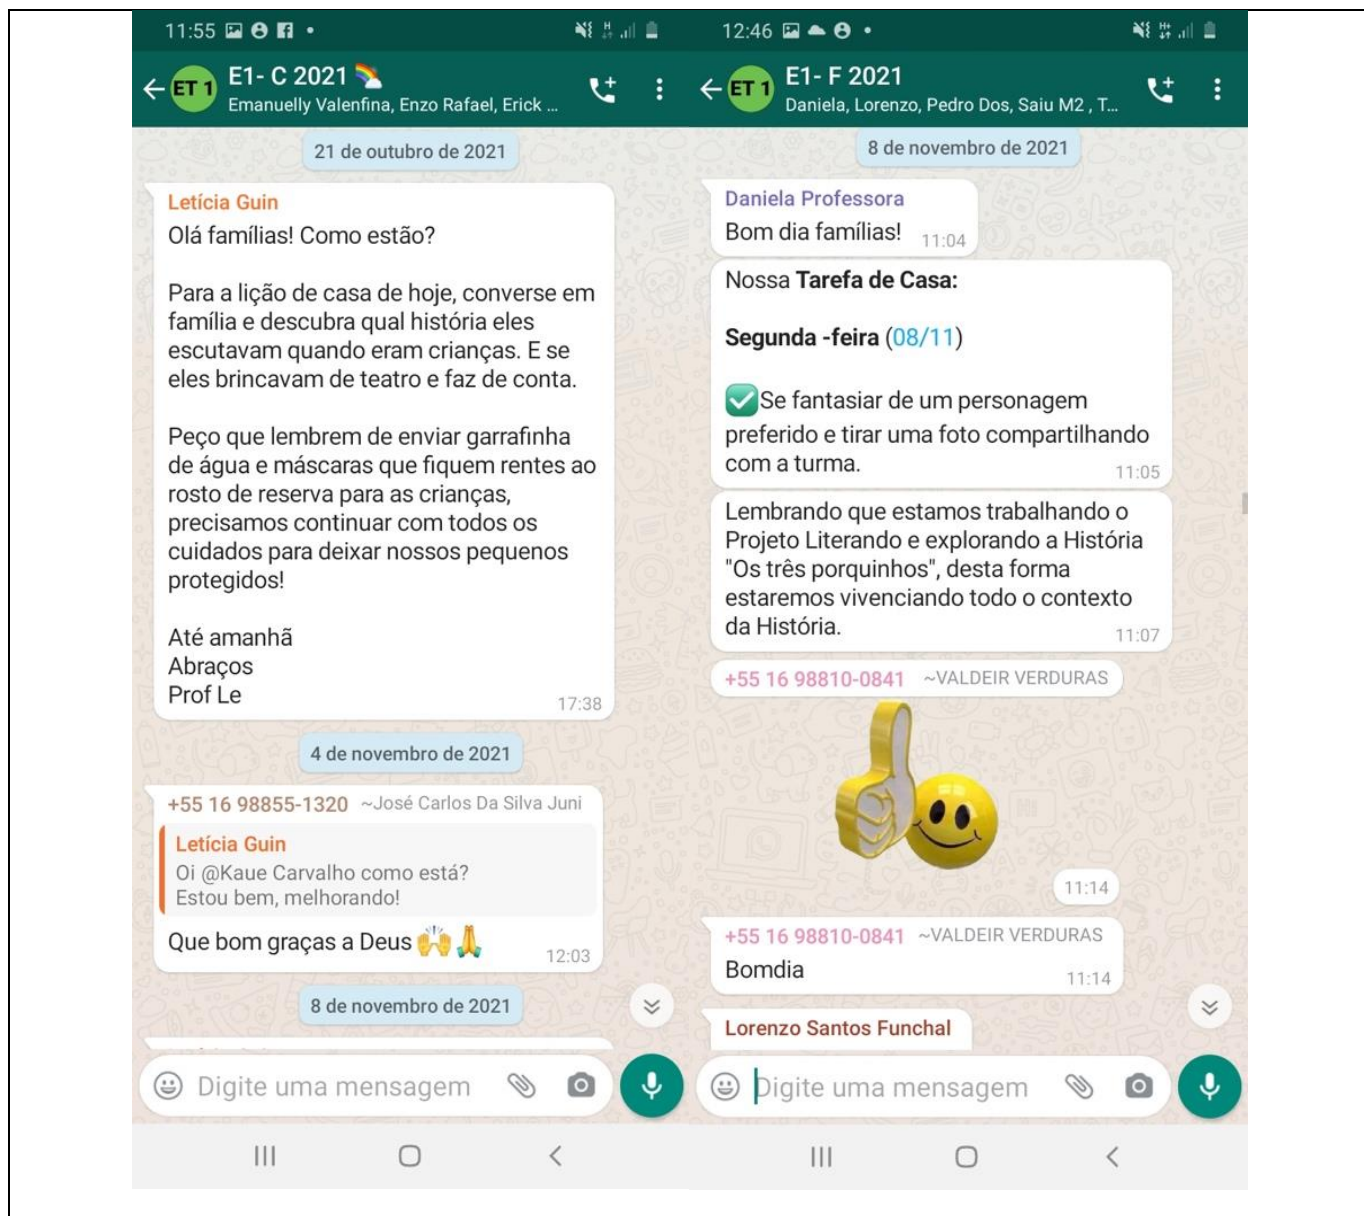 11:55
E1- C 2021
Emanuelly Valenfina, Enzo Rafael, Erick ...
ET 1
21 de outubro de 2021
Letícia Guin
Olá famílias! Como estão?
Para a lição de casa de hoje, converse em
família e descubra qual história eles
escutavam quando eram crianças. E se
eles brincavam de teatro e faz de conta.
Peço que lembrem de enviar garrafinha
de água e máscaras que fiquem rentes ao
rosto de reserva para as crianças,
precisamos continuar com todos os
cuidados para deixar nossos pequenos
protegidos!
Até amanhã
Abraços
Prof Le
17:38
4 de novembro de 2021
+55 16 98855-1320 ~José Carlos Da Silva Juni
Letícia Guin
Oi @Kaue Carvalho como está?
Estou bem, melhorando!
Que bom graças a Deus 🙌🙏
12:03
8 de novembro de 2021
Digite uma mensagem
12:46
E1- F 2021
Daniela, Lorenzo, Pedro Dos, Saiu M2 , T...
ET 1
8 de novembro de 2021
Daniela Professora
Bom dia famílias!
11:04
Nossa Tarefa de Casa:
Segunda -feira (08/11)
✅Se fantasiar de um personagem
preferido e tirar uma foto compartilhando
com a turma.
11:05
Lembrando que estamos trabalhando o
Projeto Literando e explorando a História
"Os três porquinhos", desta forma
estaremos vivenciando todo o contexto
da História.
11:07
+55 16 98810-0841 ~VALDEIR VERDURAS
11:14
+55 16 98810-0841 ~VALDEIR VERDURAS
Bomdia
11:14
Lorenzo Santos Funchal
Digite uma mensagem